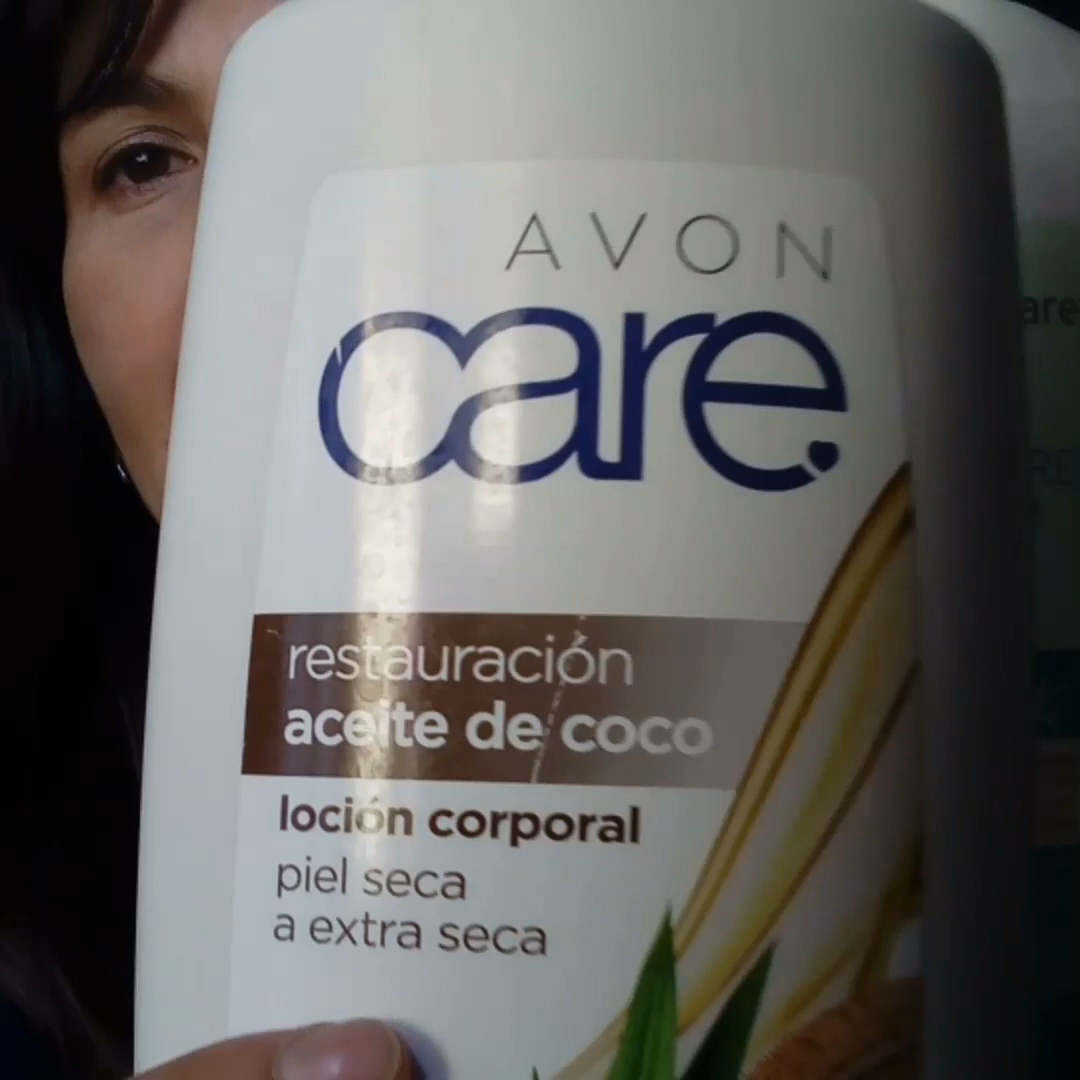 AVON
care
restauración
aceite de coco
loción corporal
piel seca
a extra seca